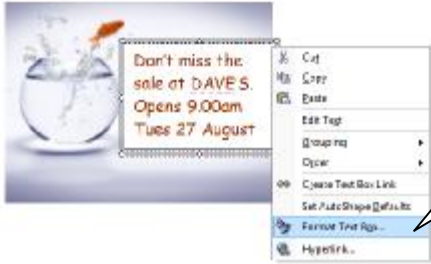 Don't miss the
sale at DAVE S.
Opens 9.00am
Tues 27 August
Cut
Copy
Paste
Edit Text
Grouping
Order
Create Text Box Link
Set AutoShape Defaults
Format Text Box...
Hyperlink...